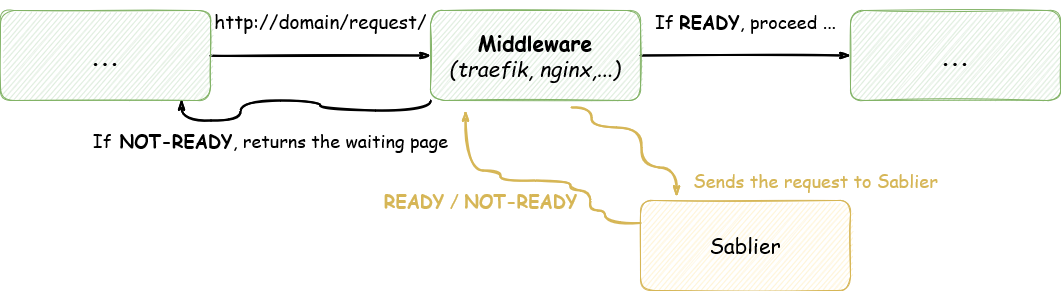 http://domain/request/
If READY, proceed ...
...
Middleware
(traefik, nginx,...)
...
If NOT-READY, returns the waiting page
Sends the request to Sablier
READY / NOT-READY
Sablier